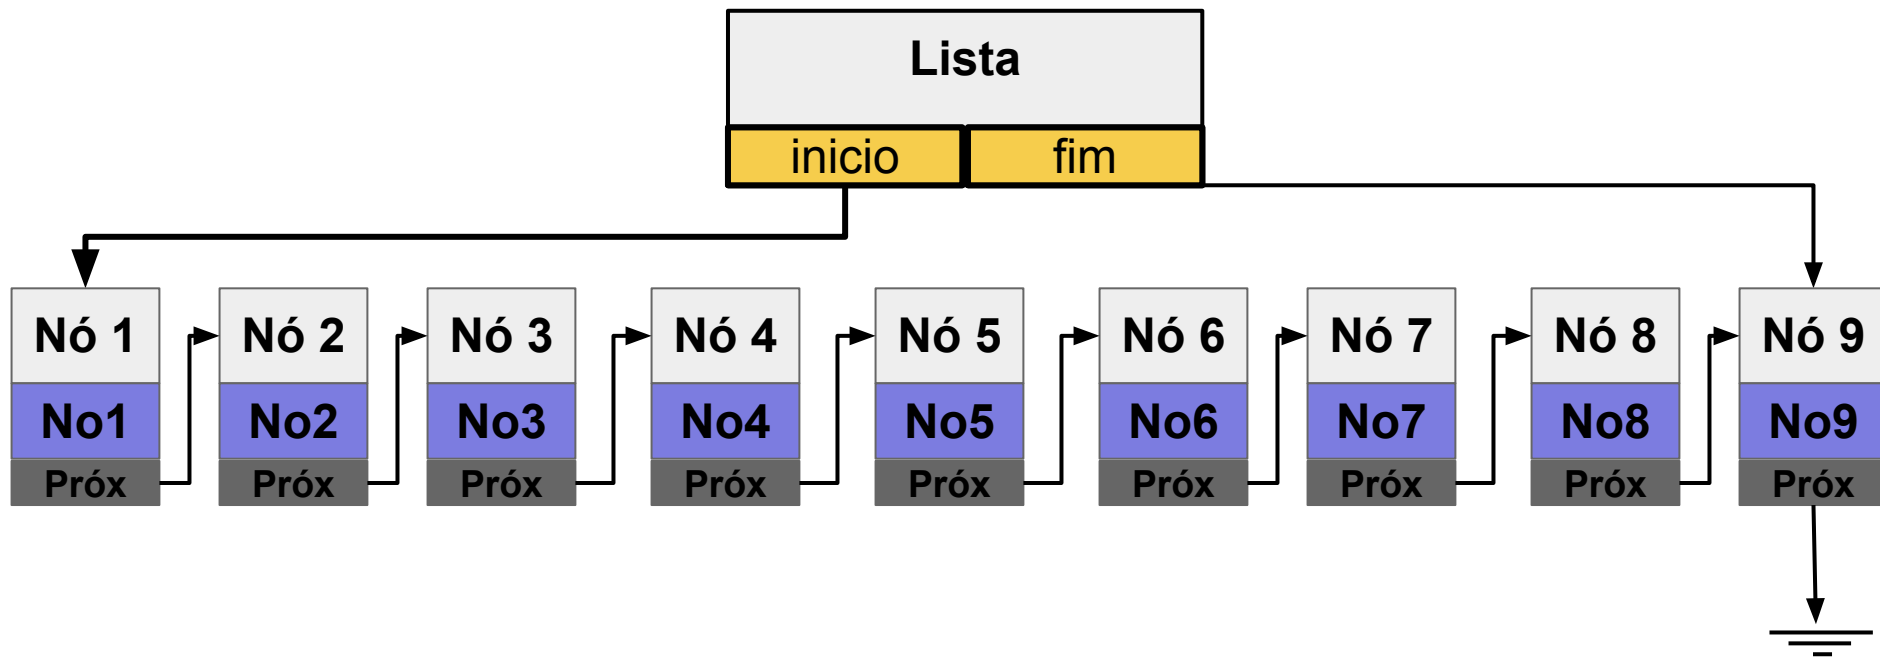 Lista
inicio fim
Nó 1 Nó 2 Nó 3 Nó 4 Nó 5 Nó 6 Nó 7 Nó 8 Nó 9
No1 No2 No3 No4 No5 No6 No7 No8 No9
Próx Próx Próx Próx Próx Próx Próx Próx Próx